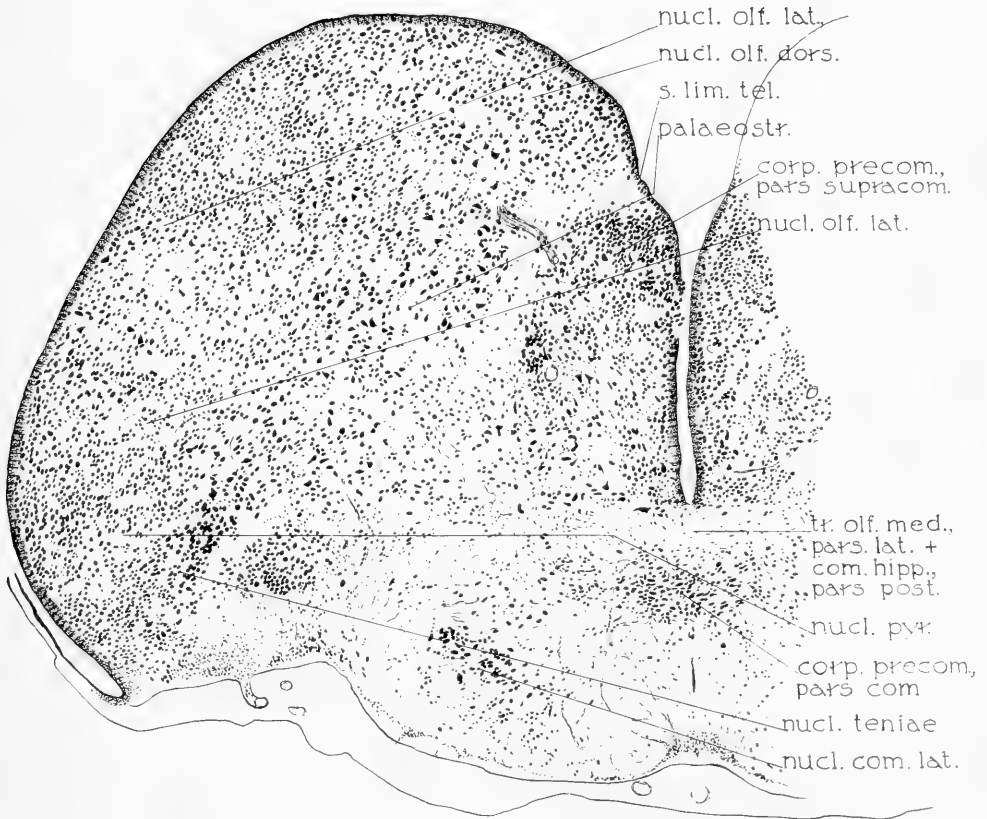 nucl. olf. lat.,
nucl. olf. dors.
s. lim. tel.
palaeostr.
corp. precom.,
pars supracom.
nucl. olf. lat.
tr. olf. med.,
pars. lat. +
com. hipp.,
pars post.
nucl. pyr.
corp. precom.,
pars com
nucl. teniae
nucl. com. lat.